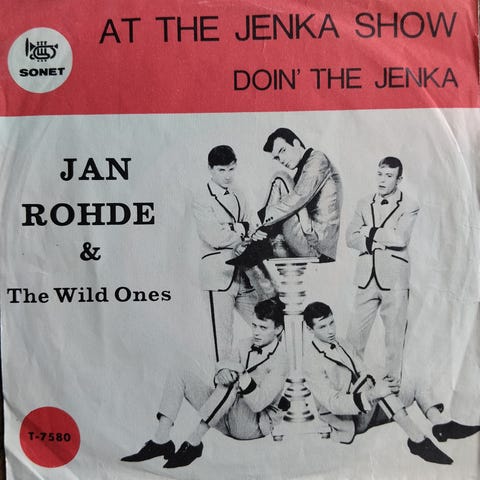 AT THE JENKA SHOW
DOIN' THE JENKA
SONET
JAN
ROHDE
&
The Wild Ones
T-7580